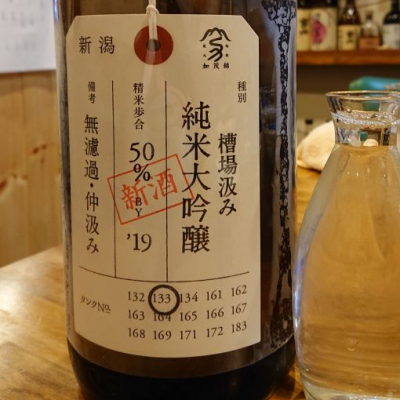 加茂錦
種別
槽場汲み
純米大吟醸
精米歩合
50%
新酒
BY
'19
新潟
備考
無濾過・仲汲み
タンクNo.
132 133 134 161 162
163 164 165 166 167
168 169 171 172 183